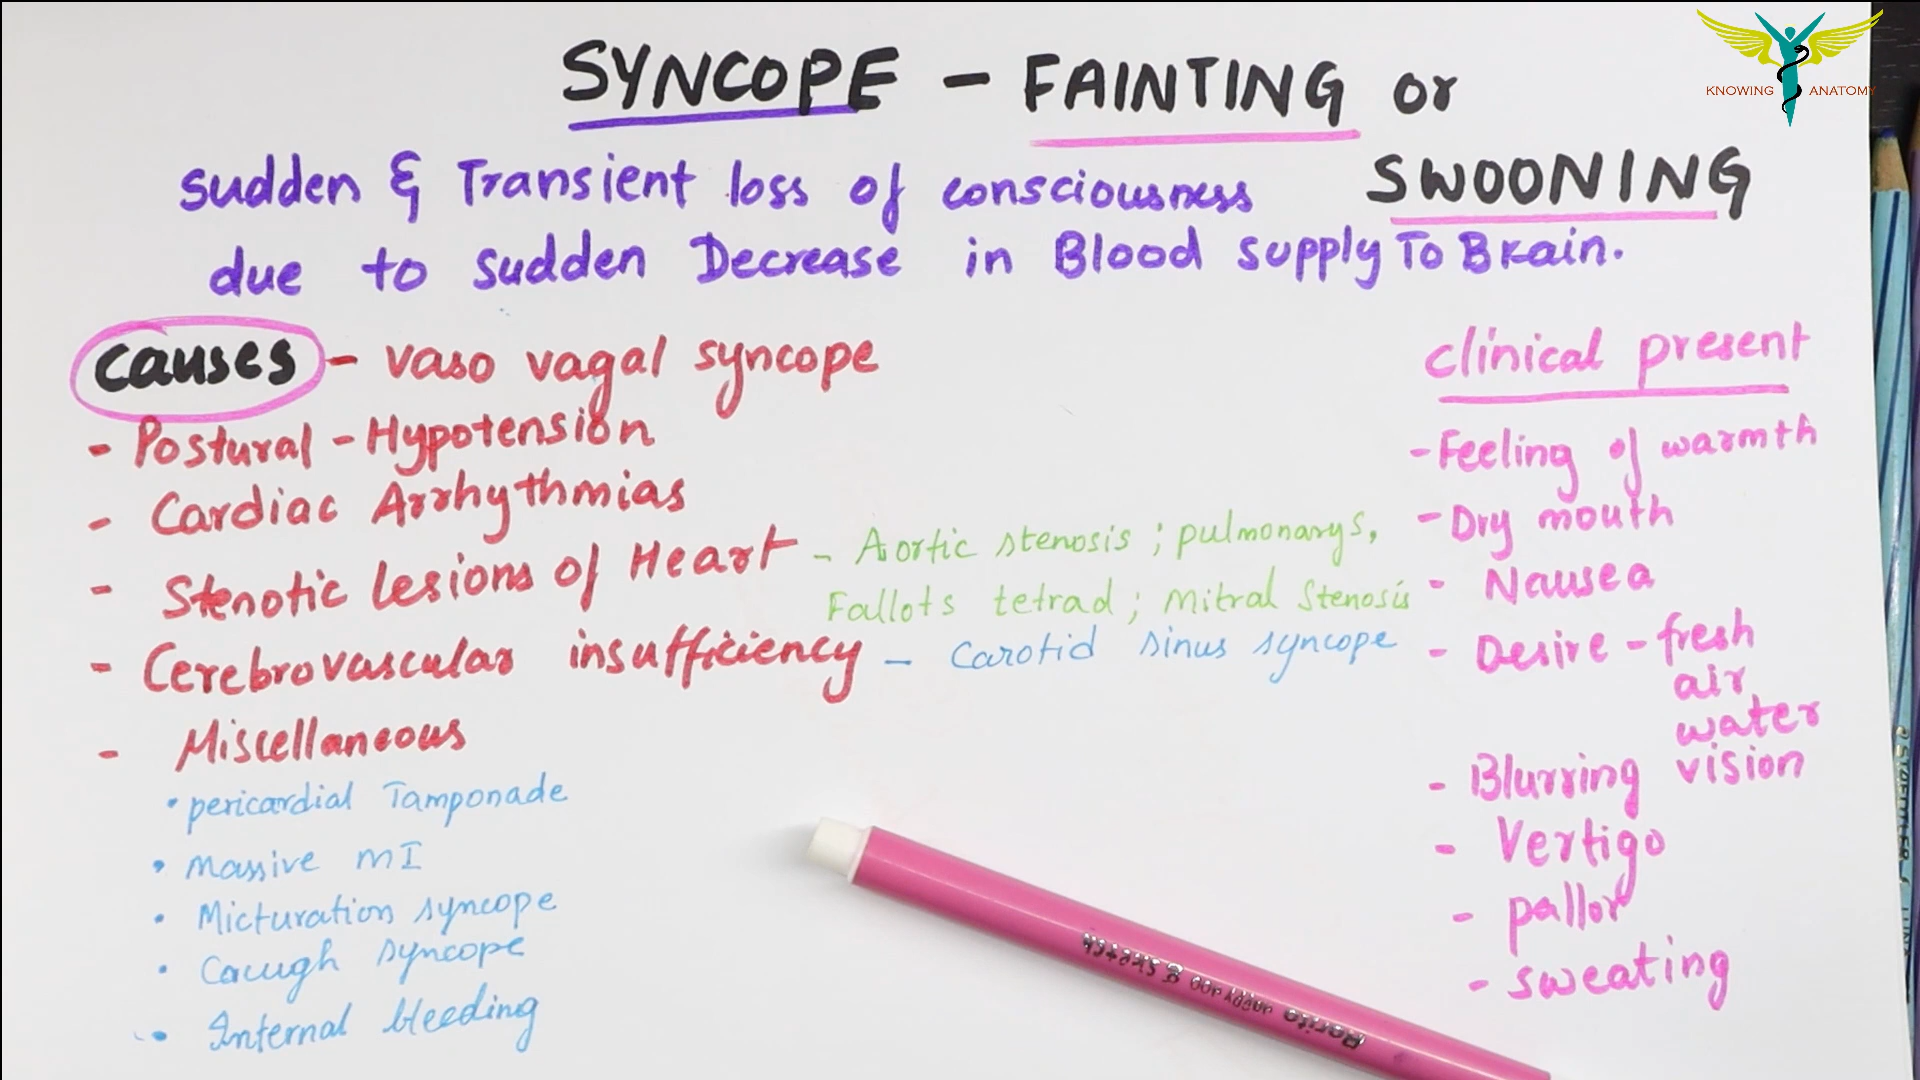 SYNCOPE - FAINTING or
SWOONING
KNOWING ANATOMY
Sudden & Transient loss of consciousness
due to sudden Decrease in Blood supply To Brain.
Causes - vaso vagal syncope
- Postural - Hypotension
- Cardiac Arrhythmias
- Stenotic lesions of Heart - Aortic stenosis ; pulmonary s,
Fallots tetrad ; Mitral Stenosis
- Cerebrovascular insufficiency - Carotid sinus syncope
- Miscellaneous
• pericardial Tamponade
• Massive MI
• Micturation syncope
• Caugh syncope
• Internal bleeding
clinical present
- Feeling of warmth
- Dry mouth
- Nausea
- Desire - fresh
air
water
- Blurring vision
- Vertigo
- pallor
- sweating